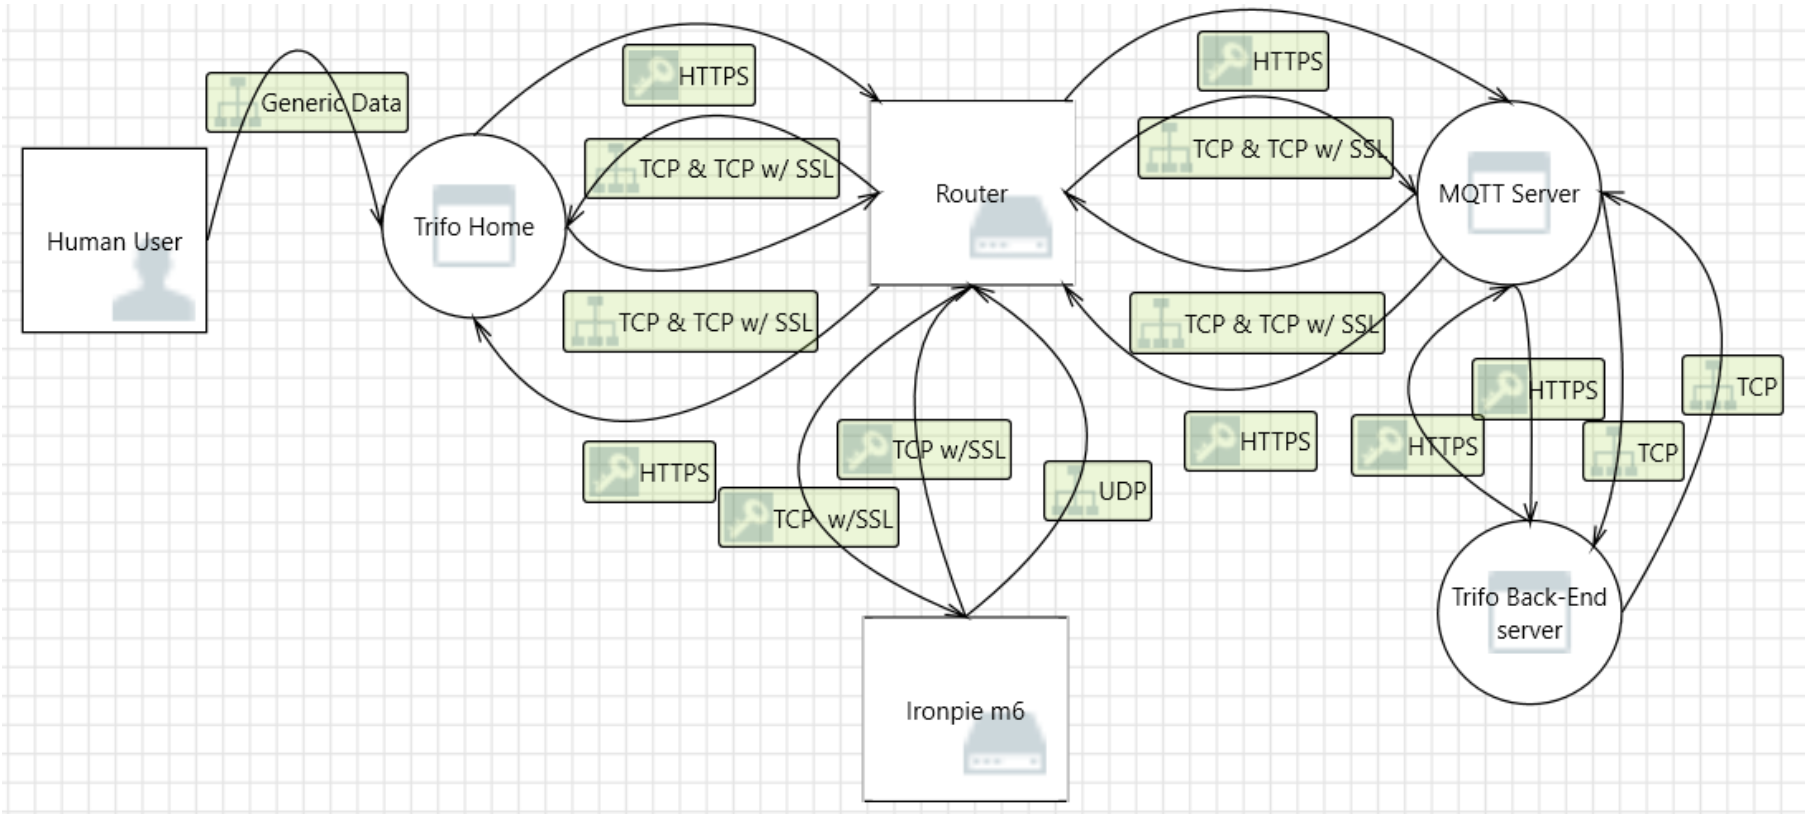 HTTPS
HTTPS
Generic Data
TCP & TCP w/ SSL
TCP & TCP w/ SSL
Human User
Trifo Home
Router
MQTT Server
TCP & TCP w/ SSL
TCP & TCP w/ SSL
HTTPS
TCP
HTTPS
TCP w/SSL
HTTPS
HTTPS
TCP
TCP  w/SSL
UDP
Trifo Back-End
server
Ironpie m6